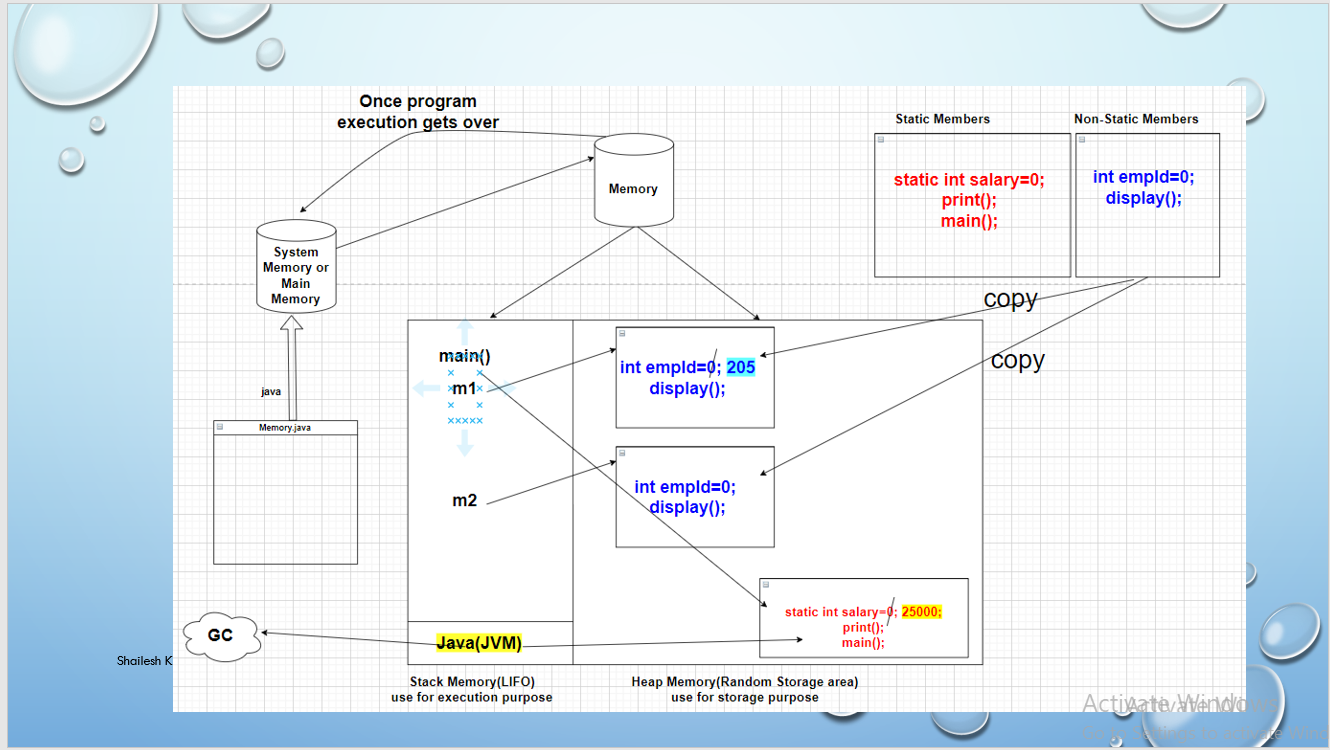 Once program
execution gets over
Memory
System
Memory or
Main
Memory
java
Memory.java
Static Members
Non-Static Members
static int salary=0;
print();
main();
int empId=0;
display();
copy
copy
main()
m1
m2
int empId=0; 205
display();
int empId=0;
display();
static int salary=0; 25000;
print();
main();
GC
Java(JVM)
Shailesh K
Stack Memory(LIFO)
use for execution purpose
Heap Memory(Random Storage area)
use for storage purpose
Activate Windows